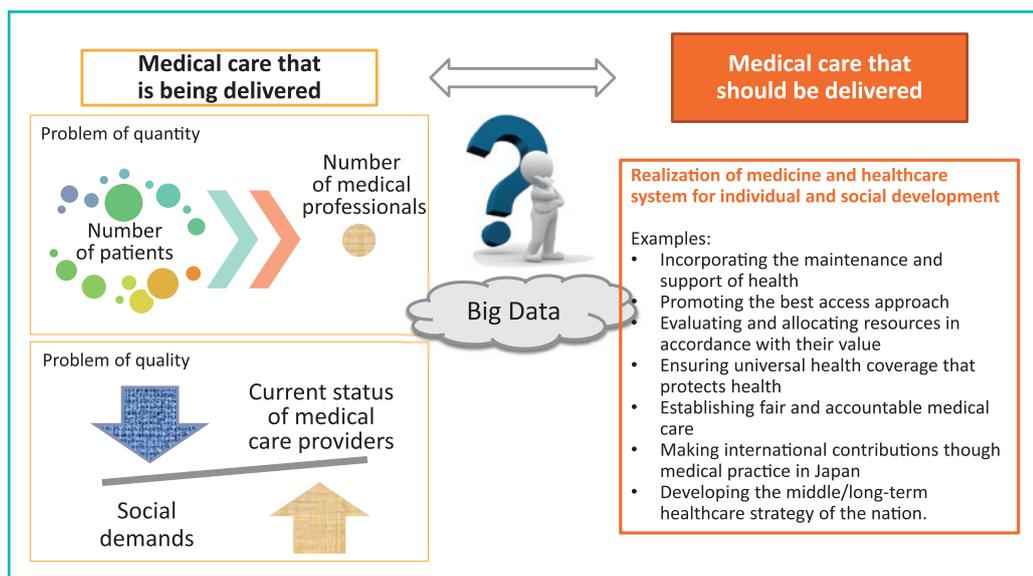 Medical care that
is being delivered
Medical care that
should be delivered
Problem of quantity
Number
of patients
Number
of medical
professionals
Problem of quality
Current status
of medical
care providers
Social
demands
?
Big Data
Realization of medicine and healthcare
system for individual and social development
Examples:
• Incorporating the maintenance and
support of health
• Promoting the best access approach
• Evaluating and allocating resources in
accordance with their value
• Ensuring universal health coverage that
protects health
• Establishing fair and accountable medical
care
• Making international contributions though
medical practice in Japan
• Developing the middle/long-term
healthcare strategy of the nation.